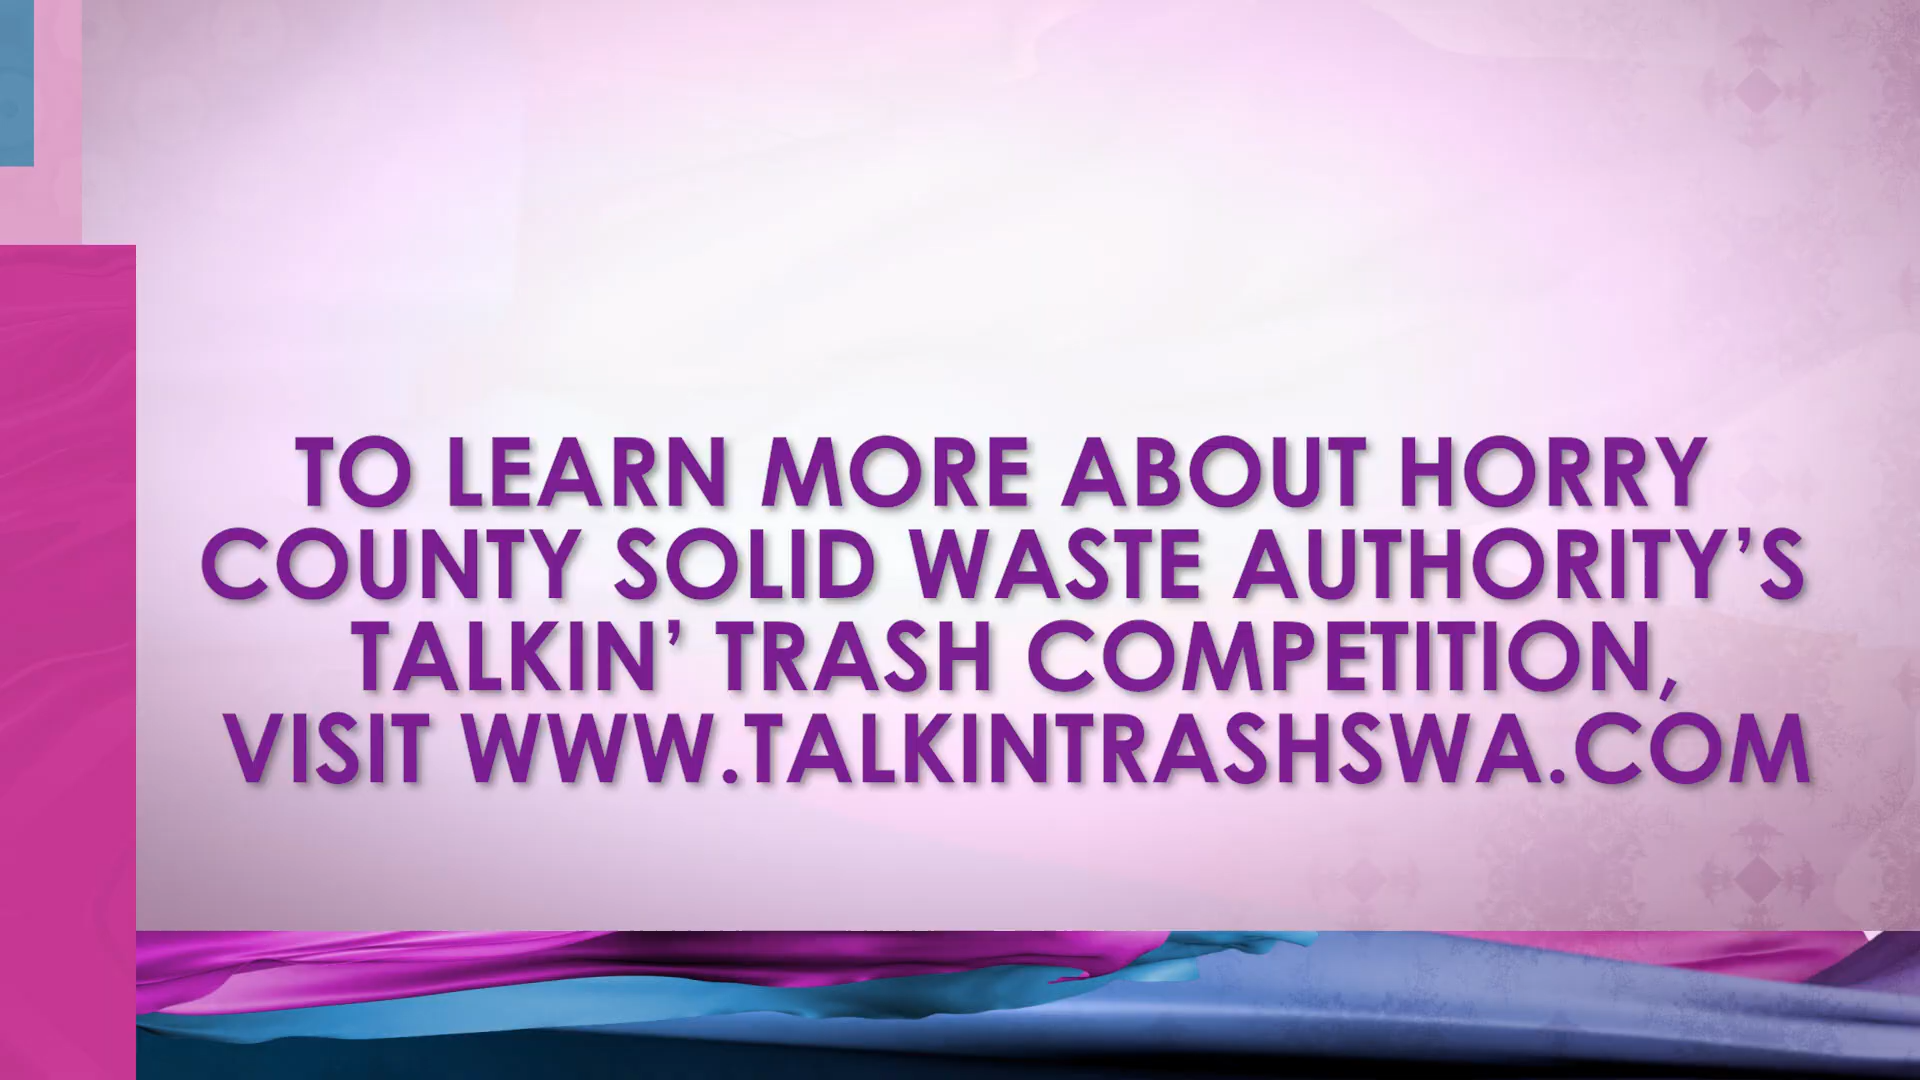 TO LEARN MORE ABOUT HORRY
COUNTY SOLID WASTE AUTHORITY’S
TALKIN’ TRASH COMPETITION,
VISIT WWW.TALKINTRASHSWA.COM